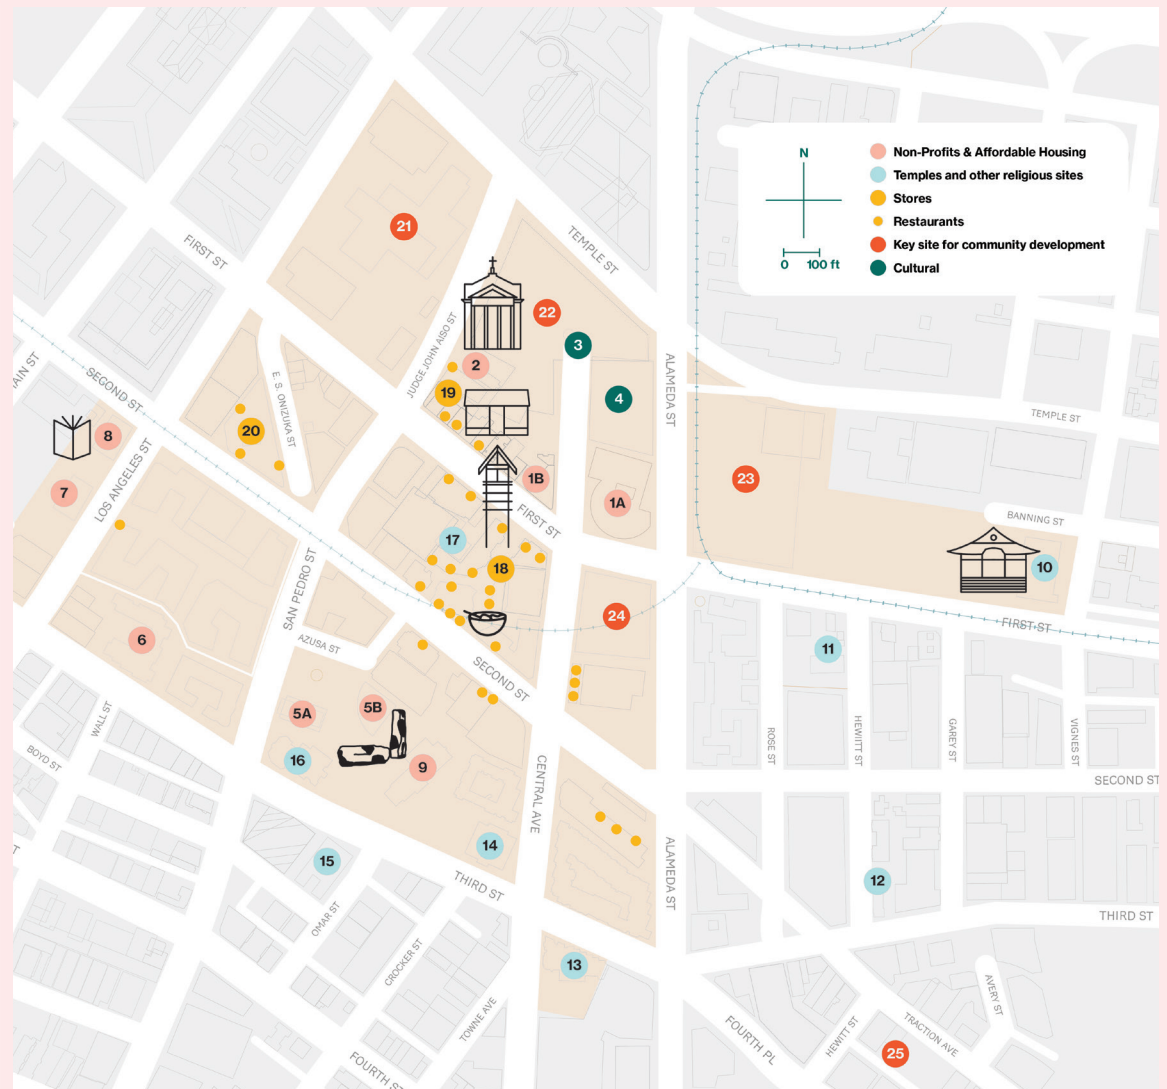 N
0 100 ft
Non-Profits & Affordable Housing
Temples and other religious sites
Stores
Restaurants
Key site for community development
Cultural
21
FIRST ST
TEMPLE ST
22
3
JUDGE JOHN AISO ST
2
19
4
ALAMEDA ST
E. S. ONIZUKA ST
AIN ST
SECOND ST
20
8
TEMPLE ST
7
LOS ANGELES ST
1B
1A
23
FIRST ST
BANNING ST
17
18
10
SAN PEDRO ST
24
FIRST ST
6
AZUSA ST
11
SECOND ST
5A
5B
16
9
WALL ST
BOYD ST
CENTRAL AVE
ROSE ST
HEWITT ST
GAREY ST
VIGNES ST
SECOND ST
15
14
ALAMEDA ST
12
THIRD ST
OMAR ST
THIRD ST
CROCKER ST
13
TOWNE AVE
AVERY ST
FOURTH PL
HEWITT ST
TRACTION AVE
25
FOURTH ST
T